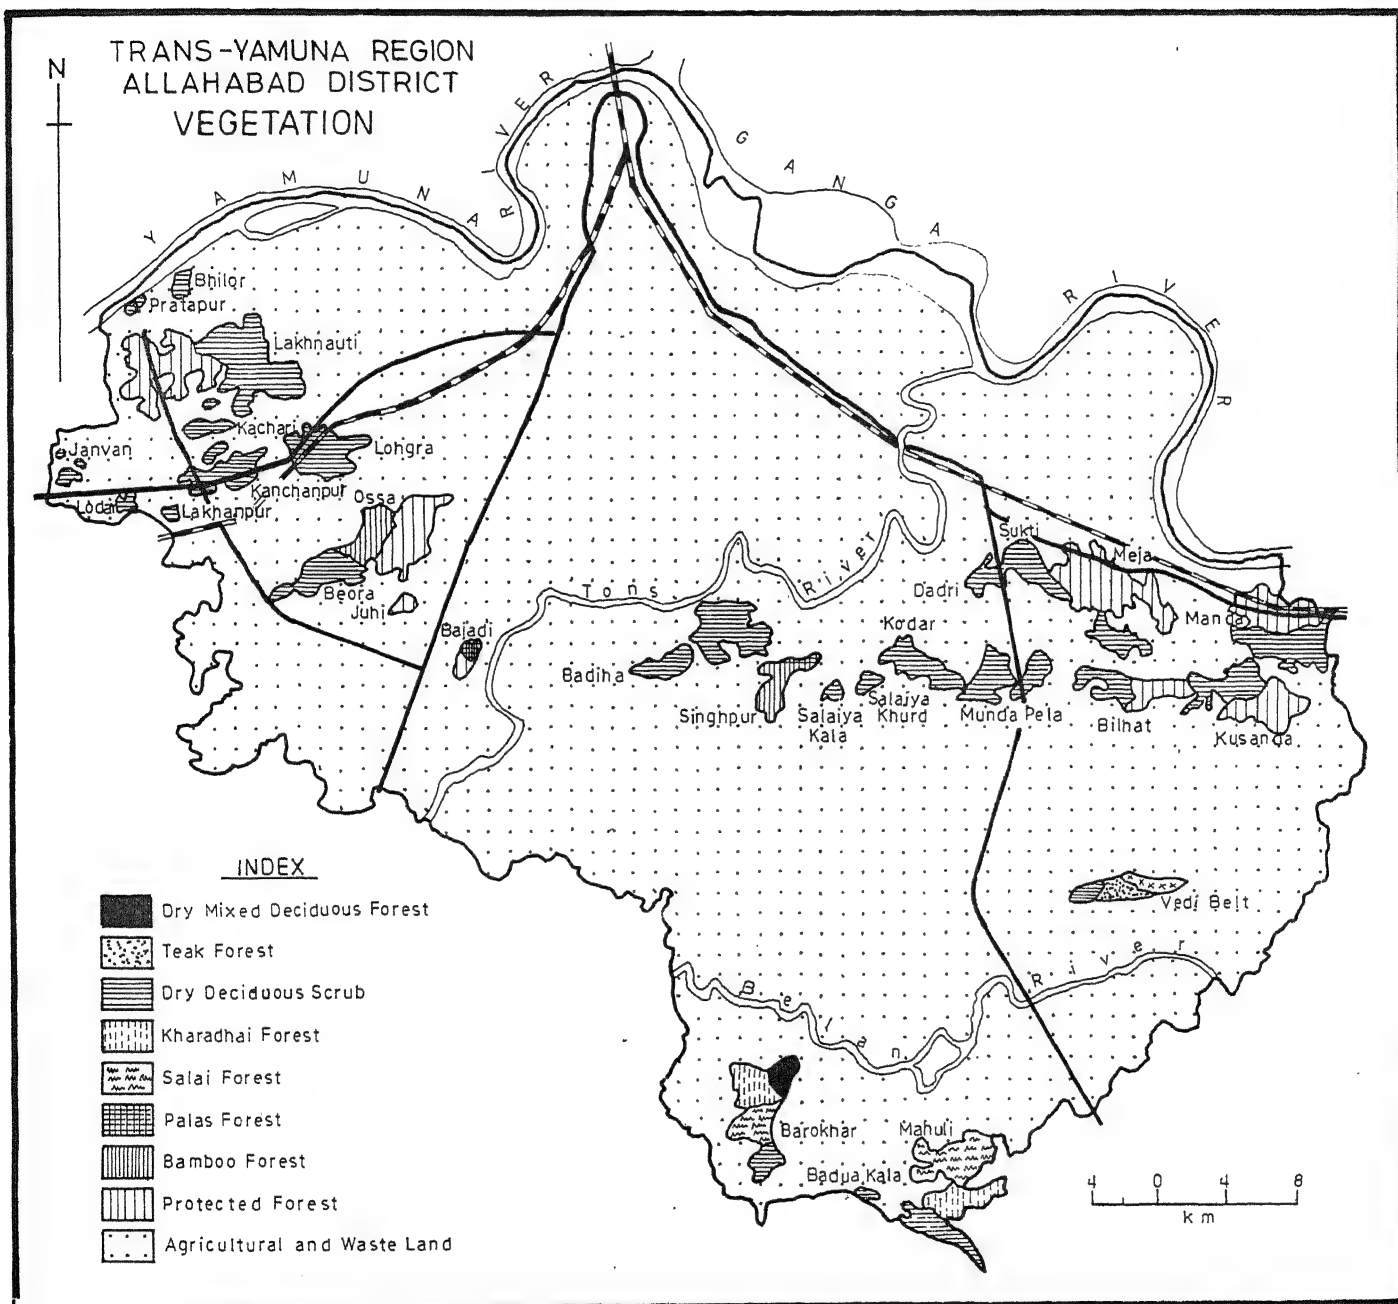 TRANS-YAMUNA REGION
ALLAHABAD DISTRICT
VEGETATION
N
YAMUNA RIVER
GANGA RIVER
Bhilor
Pratapur
Lakhnauti
Kachari
Janvan
Lohgra
Kanchanpur
Ossa
Lodar
Lakhanpur
Beora
Juhi
Bajadi
Tons River
Sukti
Meja
Dadri
Manda
Kodar
Badiha
Singhpur
Salaiya
Kala
Salaiya
Khurd
Munda Pela
Bilhat
Kusanda
Vedi Belt
Belan River
Barokhar
Mahuli
Badua Kala
INDEX
Dry Mixed Deciduous Forest
Teak Forest
Dry Deciduous Scrub
Kharadhai Forest
Salai Forest
Palas Forest
Bamboo Forest
Protected Forest
Agricultural and Waste Land
4 0 4 8
km